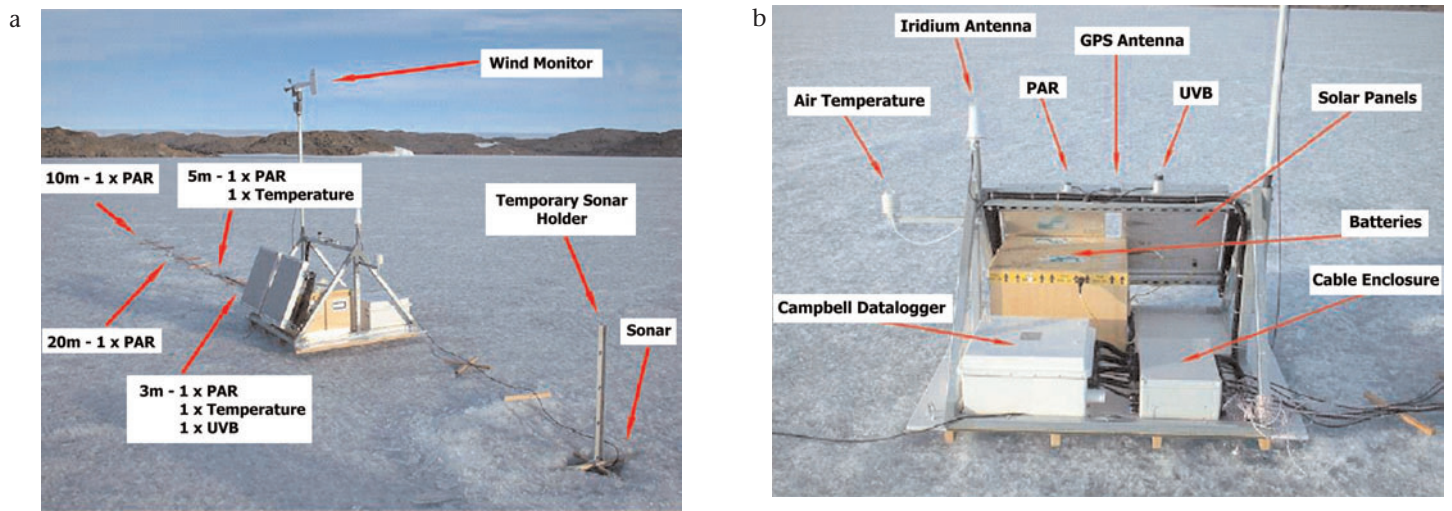 a
Wind Monitor
10m - 1 x PAR
5m - 1 x PAR
1 x Temperature
Temporary Sonar
Holder
20m - 1 x PAR
Sonar
3m - 1 x PAR
1 x Temperature
1 x UVB
b
Iridium Antenna
GPS Antenna
Air Temperature
PAR
UVB
Solar Panels
Batteries
Cable Enclosure
Campbell Datalogger